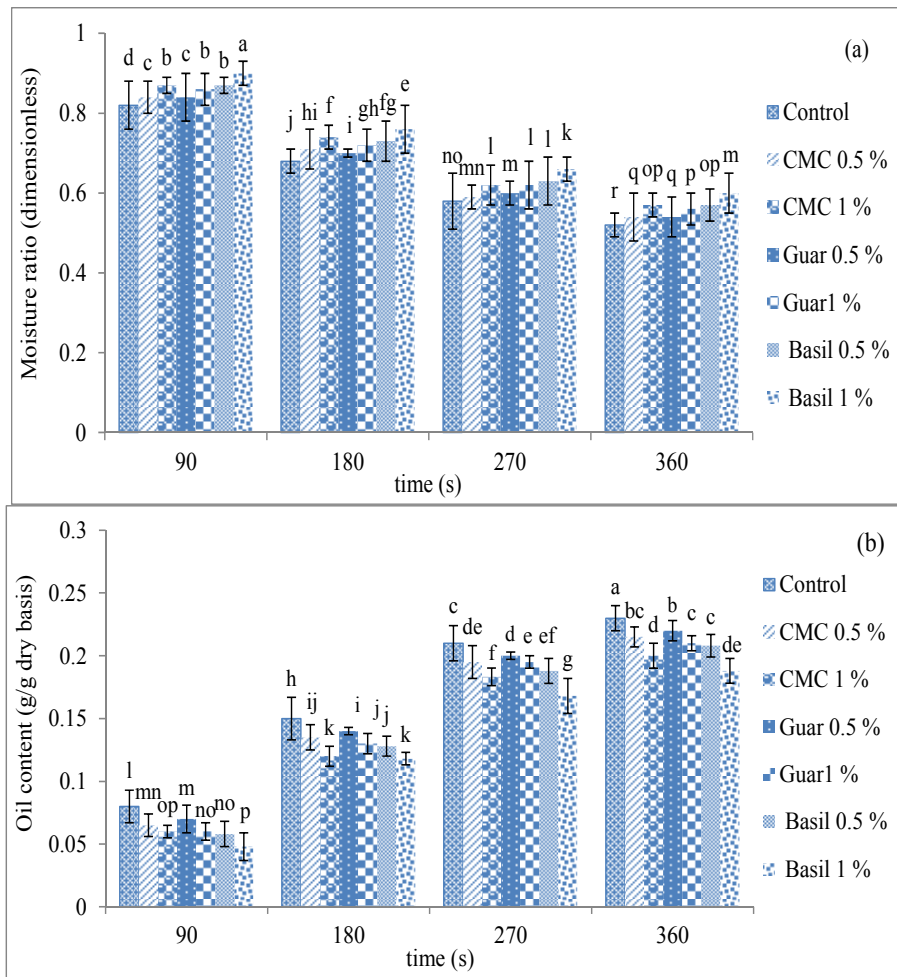 (a)
Moisture ratio (dimensionless)
1
0.8
0.6
0.4
0.2
0
d c b c b b a
j hi f i gh fg e
no mn l m l l k
r q op q p op m
90 180 270 360
time (s)
Control
CMC 0.5 %
CMC 1 %
Guar 0.5 %
Guar1 %
Basil 0.5 %
Basil 1 %
(b)
Oil content (g/g dry basis)
0.3
0.25
0.2
0.15
0.1
0.05
0
l mn op m no no p
h ij k i j j k
c de f d e ef g
a bc d b c c de
90 180 270 360
time (s)
Control
CMC 0.5 %
CMC 1 %
Guar 0.5 %
Guar1 %
Basil 0.5 %
Basil 1 %